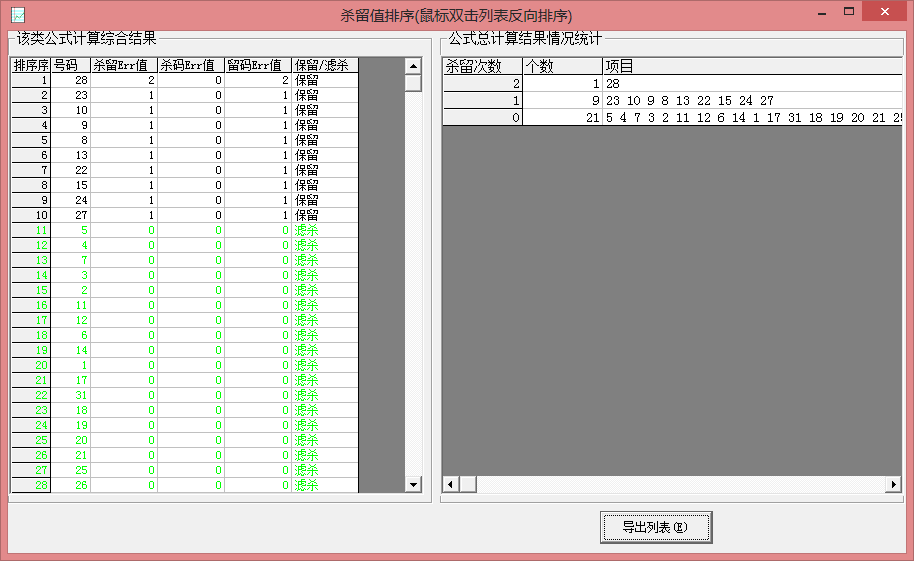 杀留值排序(鼠标双击列表反向排序)
该类公式计算综合结果
排序序 号码 杀留Err值 杀码Err值 留码Err值 保留/滤杀
1 28 2 0 2 保留
2 23 1 0 1 保留
3 10 1 0 1 保留
4 9 1 0 1 保留
5 8 1 0 1 保留
6 13 1 0 1 保留
7 22 1 0 1 保留
8 15 1 0 1 保留
9 24 1 0 1 保留
10 27 1 0 1 保留
11 5 0 0 0 滤杀
12 4 0 0 0 滤杀
13 7 0 0 0 滤杀
14 3 0 0 0 滤杀
15 2 0 0 0 滤杀
16 11 0 0 0 滤杀
17 12 0 0 0 滤杀
18 6 0 0 0 滤杀
19 14 0 0 0 滤杀
20 1 0 0 0 滤杀
21 17 0 0 0 滤杀
22 31 0 0 0 滤杀
23 18 0 0 0 滤杀
24 19 0 0 0 滤杀
25 20 0 0 0 滤杀
26 21 0 0 0 滤杀
27 25 0 0 0 滤杀
28 26 0 0 0 滤杀
公式总计算结果情况统计
杀留次数 个数 项目
2 1 28
1 9 23 10 9 8 13 22 15 24 27
0 21 5 4 7 3 2 11 12 6 14 1 17 31 18 19 20 21 25
导出列表(E)